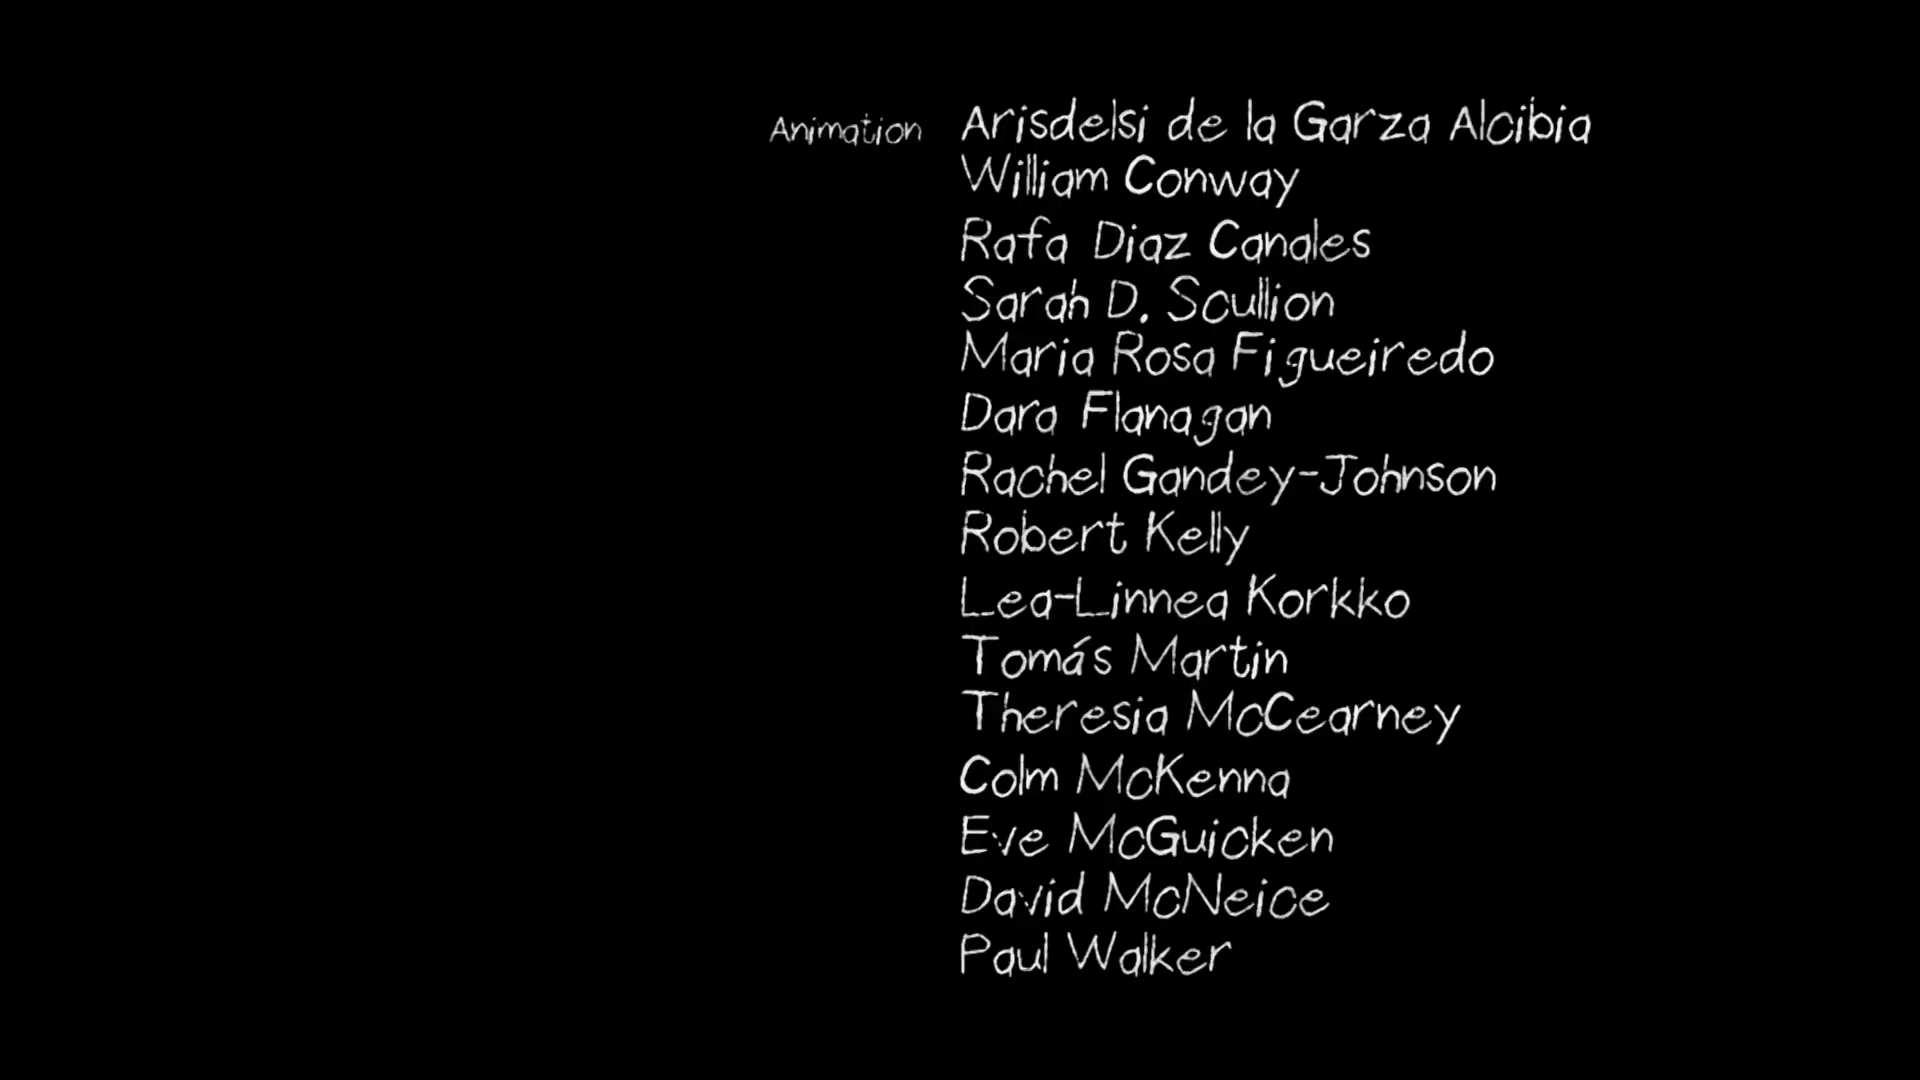 Animation Arisdelsi de la Garza Alcibia
William Conway
Rafa Diaz Canales
Sarah D. Scullion
Maria Rosa Figueiredo
Dara Flanagan
Rachel Gandey-Johnson
Robert Kelly
Lea-Linnea Korkko
Tomás Martin
Theresia McCearney
Colm McKenna
Eve McGuicken
David McNeice
Paul Walker